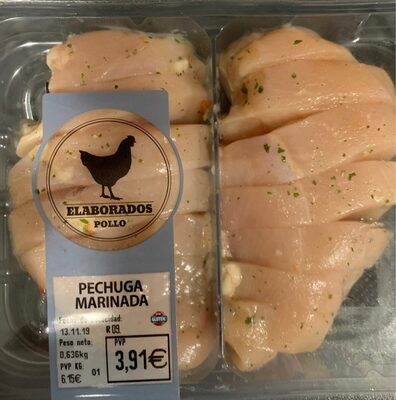 ELABORADOS
POLLO
PECHUGA
MARINADA
13.11.19 R 09
Peso neto: PVP
0,636kg
PVP KG: 3,91€
6.15€ 01